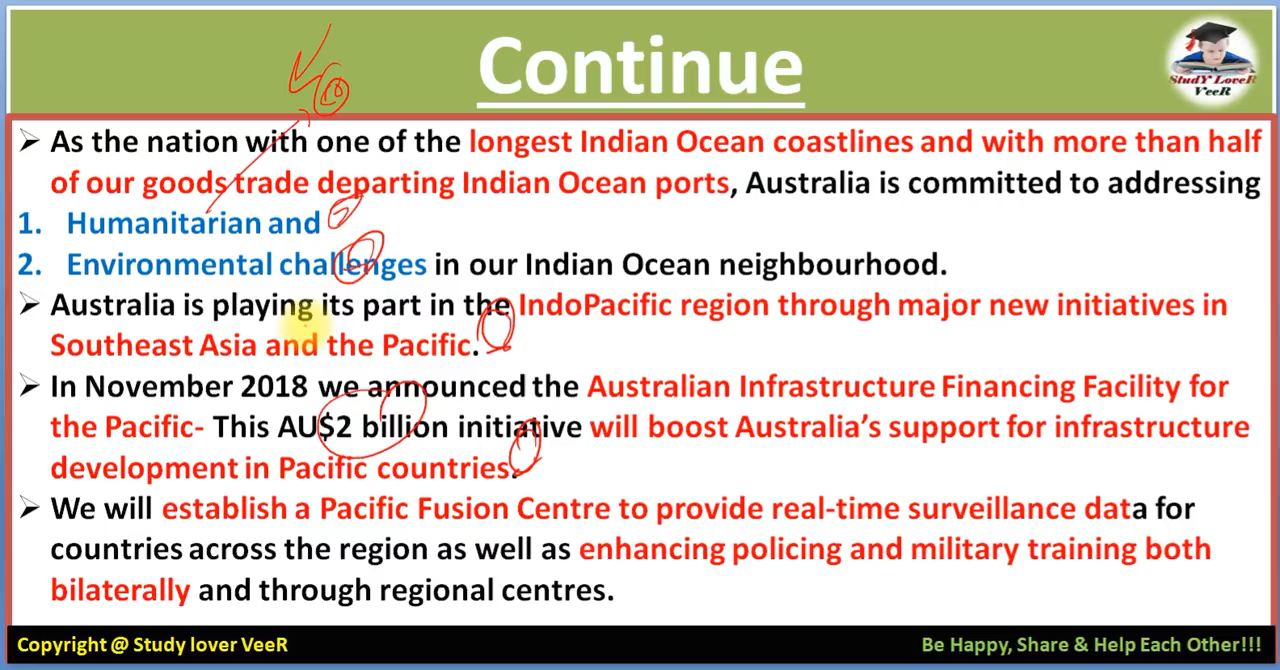 Continue
StudY LoveR
VeeR
➢ As the nation with one of the longest Indian Ocean coastlines and with more than half
of our goods trade departing Indian Ocean ports, Australia is committed to addressing
1. Humanitarian and
2. Environmental challenges in our Indian Ocean neighbourhood.
➢ Australia is playing its part in the IndoPacific region through major new initiatives in
Southeast Asia and the Pacific.
➢ In November 2018 we announced the Australian Infrastructure Financing Facility for
the Pacific- This AU$2 billion initiative will boost Australia’s support for infrastructure
development in Pacific countries.
➢ We will establish a Pacific Fusion Centre to provide real-time surveillance data for
countries across the region as well as enhancing policing and military training both
bilaterally and through regional centres.
Copyright @ Study lover VeeR
Be Happy, Share & Help Each Other!!!